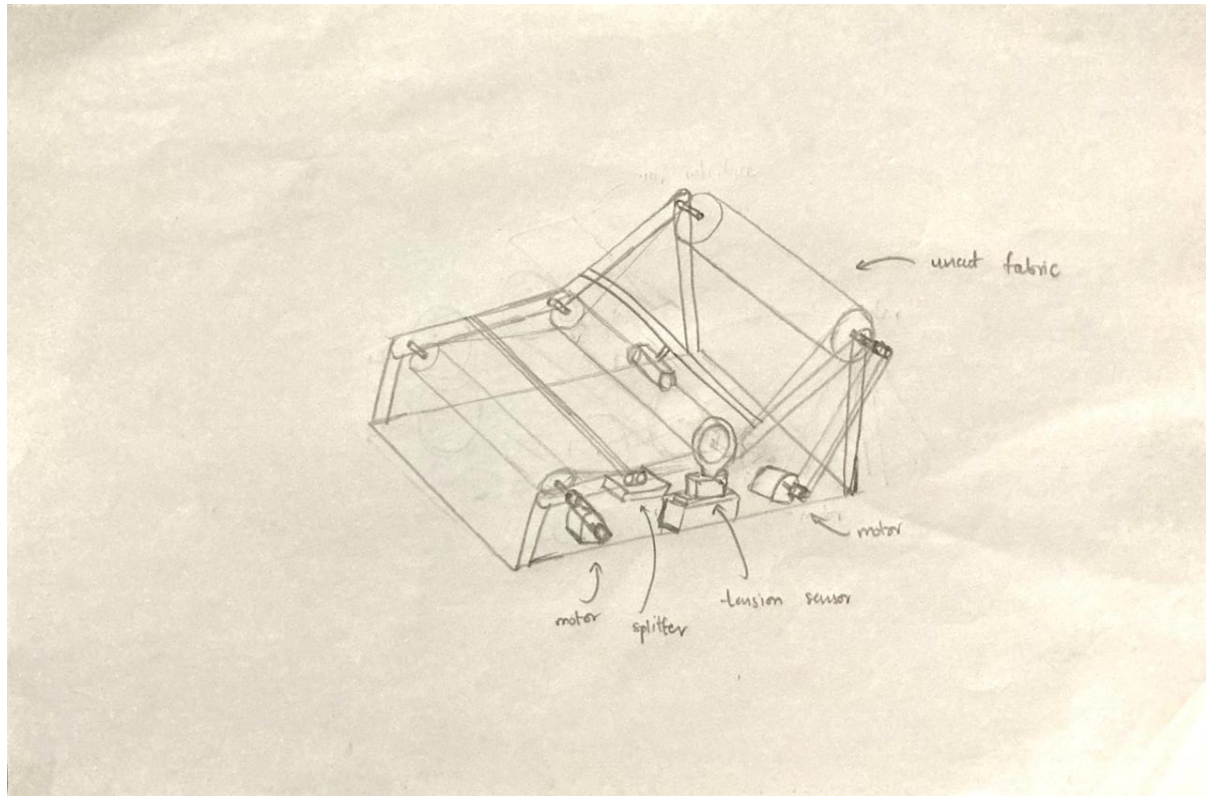 uncut fabric
motor
tension sensor
motor
splitter